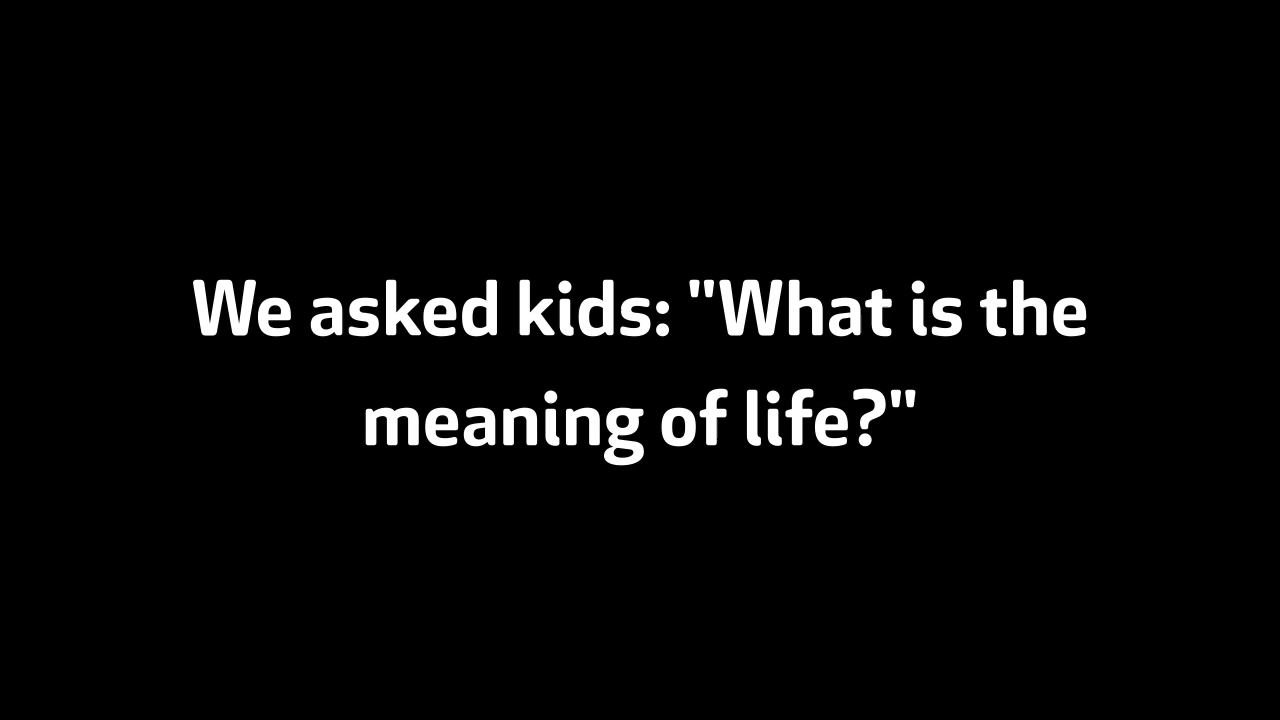 We asked kids: "What is the
meaning of life?"